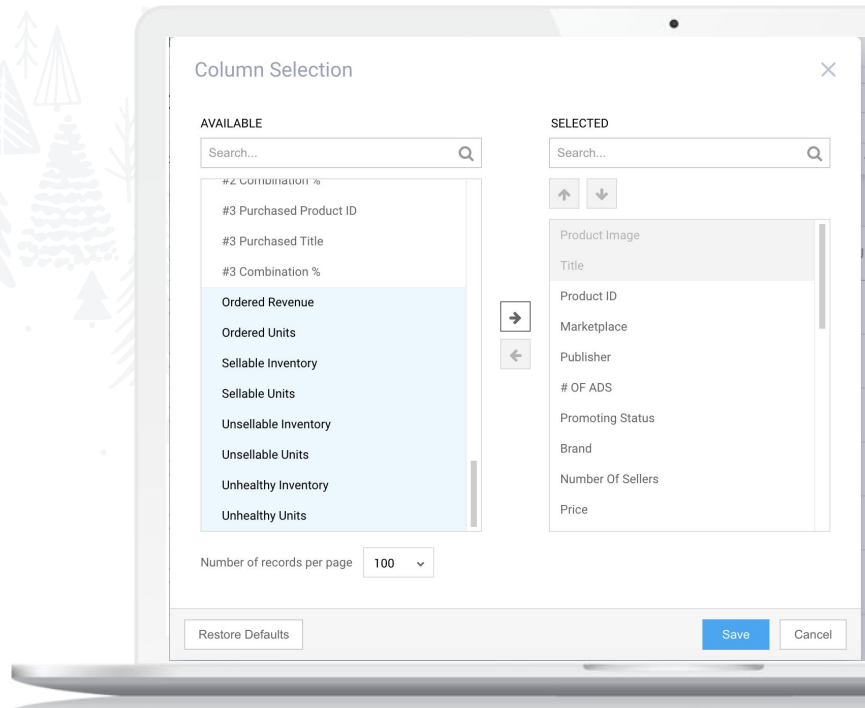 Column Selection
AVAILABLE
Search...
#2 Combination %
#3 Purchased Product ID
#3 Purchased Title
#3 Combination %
Ordered Revenue
Ordered Units
Sellable Inventory
Sellable Units
Unsellable Inventory
Unsellable Units
Unhealthy Inventory
Unhealthy Units
SELECTED
Search...
Product Image
Title
Product ID
Marketplace
Publisher
# OF ADS
Promoting Status
Brand
Number Of Sellers
Price
Number of records per page 100
Restore Defaults
Save
Cancel